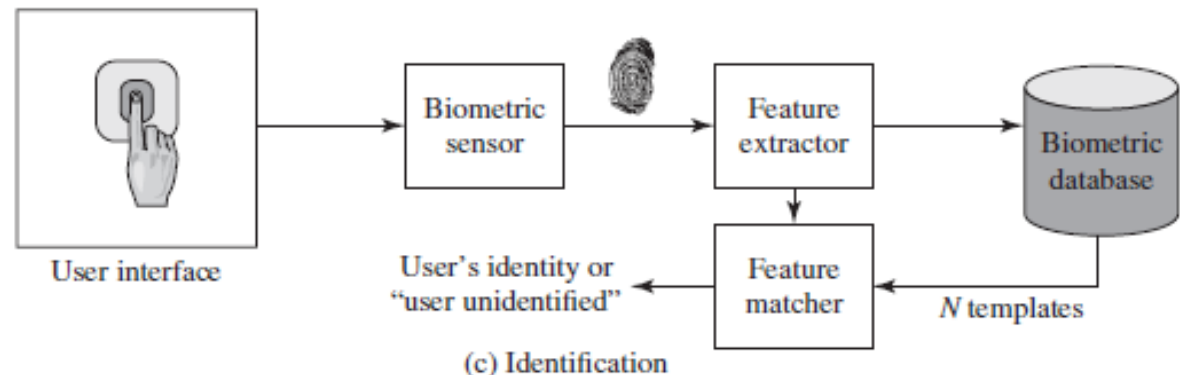 User interface
Biometric
sensor
Feature
extractor
Biometric
database
Feature
matcher
N templates
User's identity or
“user unidentified”
(c) Identification